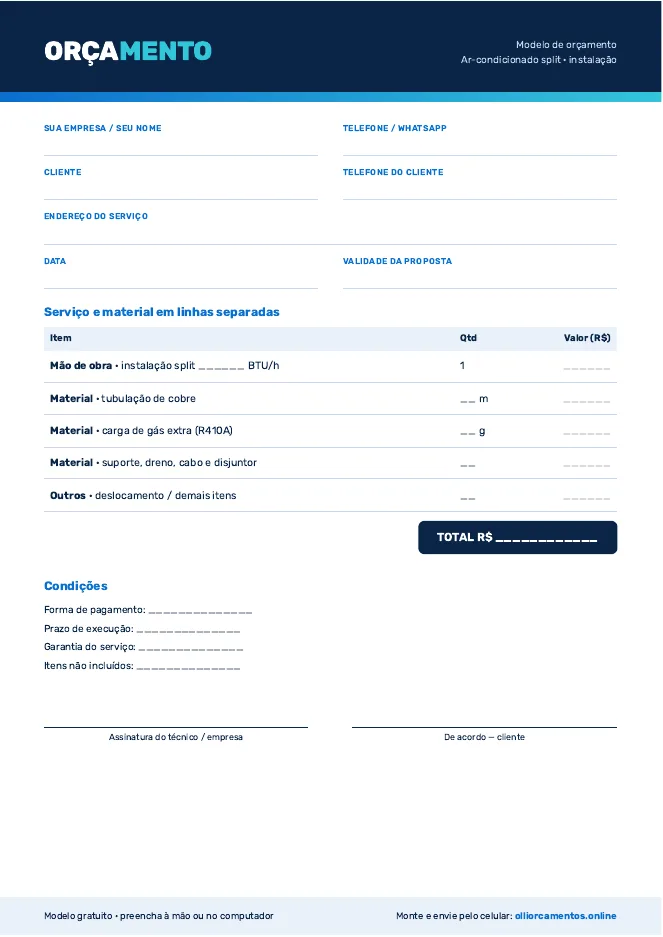 ORÇAMENTO
Modelo de orçamento
Ar-condicionado split · instalação
SUA EMPRESA / SEU NOME
TELEFONE / WHATSAPP
CLIENTE
TELEFONE DO CLIENTE
ENDEREÇO DO SERVIÇO
DATA
VALIDADE DA PROPOSTA
Serviço e material em linhas separadas
Item Qtd Valor (R$)
Mão de obra · instalação split ______ BTU/h 1 ______
Material · tubulação de cobre __ m ______
Material · carga de gás extra (R410A) __ g ______
Material · suporte, dreno, cabo e disjuntor __ ______
Outros · deslocamento / demais itens __ ______
TOTAL R$ ____________
Condições
Forma de pagamento: ______________
Prazo de execução: ______________
Garantia do serviço: ______________
Itens não incluídos: ______________
Assinatura do técnico / empresa
De acordo — cliente
Modelo gratuito · preencha à mão ou no computador
Monte e envie pelo celular: olliorcamentos.online